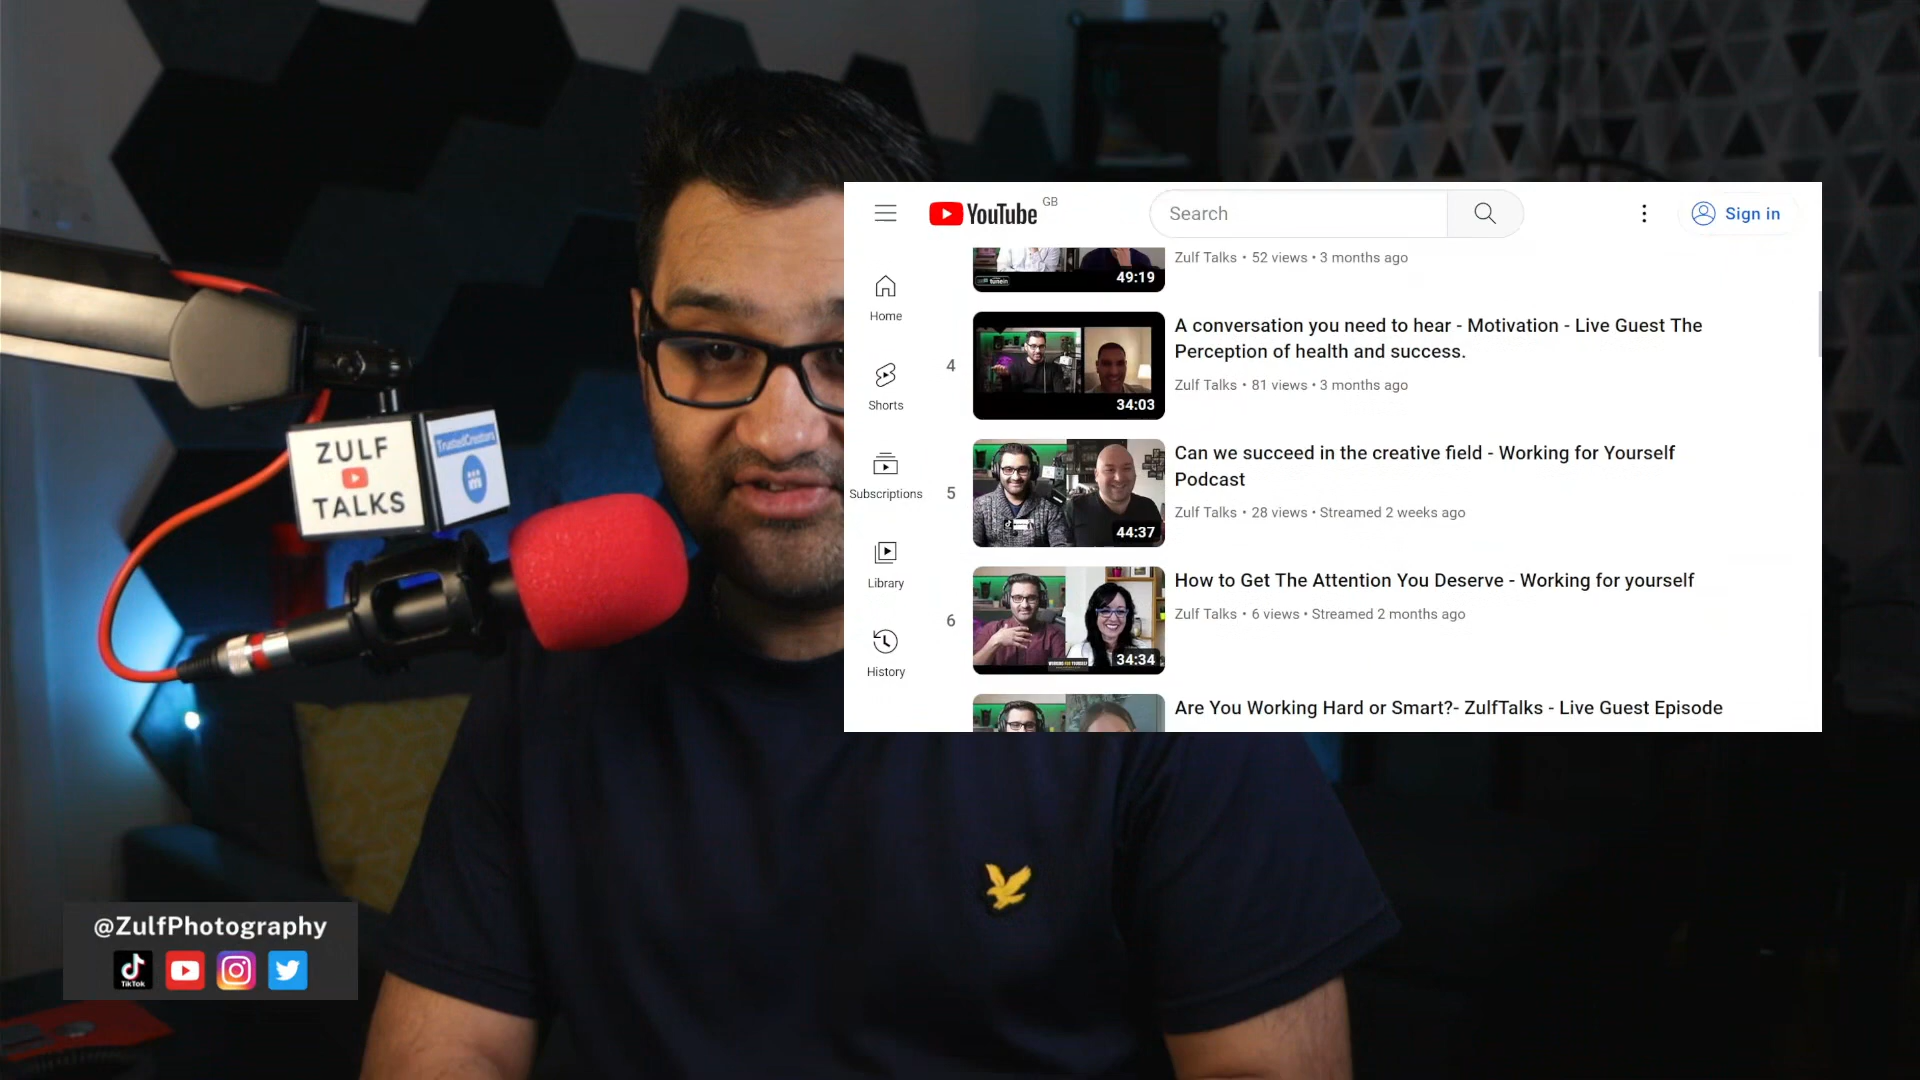 YouTube GB
Search
Sign in
Home
Shorts
Subscriptions
Library
History
49:19
Zulf Talks • 52 views • 3 months ago
4
34:03
A conversation you need to hear - Motivation - Live Guest The
Perception of health and success.
Zulf Talks • 81 views • 3 months ago
5
44:37
Can we succeed in the creative field - Working for Yourself
Podcast
Zulf Talks • 28 views • Streamed 2 weeks ago
6
34:34
How to Get The Attention You Deserve - Working for yourself
Zulf Talks • 6 views • Streamed 2 months ago
Are You Working Hard or Smart?- ZulfTalks - Live Guest Episode
ZULF
TALKS
TrustedCreators
@ZulfPhotography
TikTok